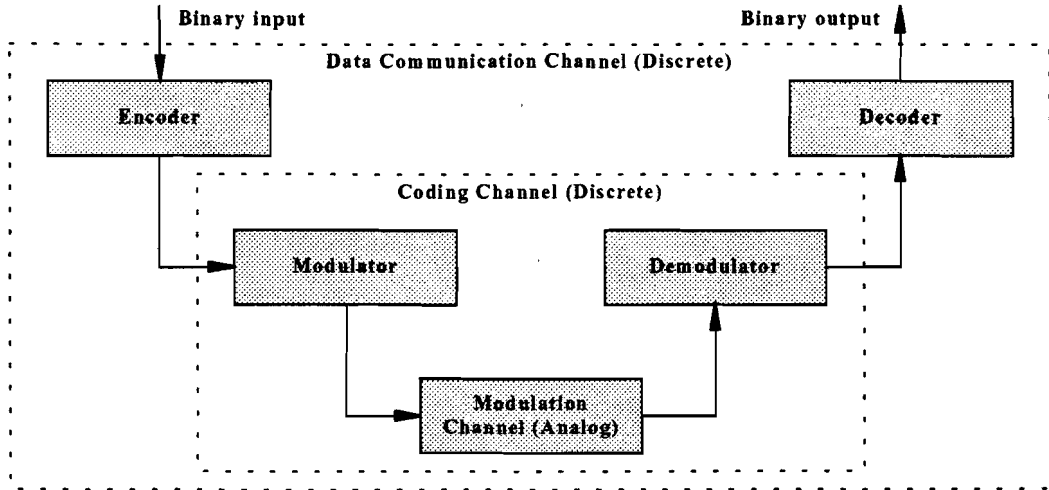 Binary input
Binary output
Data Communication Channel (Discrete)
Encoder
Decoder
Coding Channel (Discrete)
Modulator
Demodulator
Modulation
Channel (Analog)